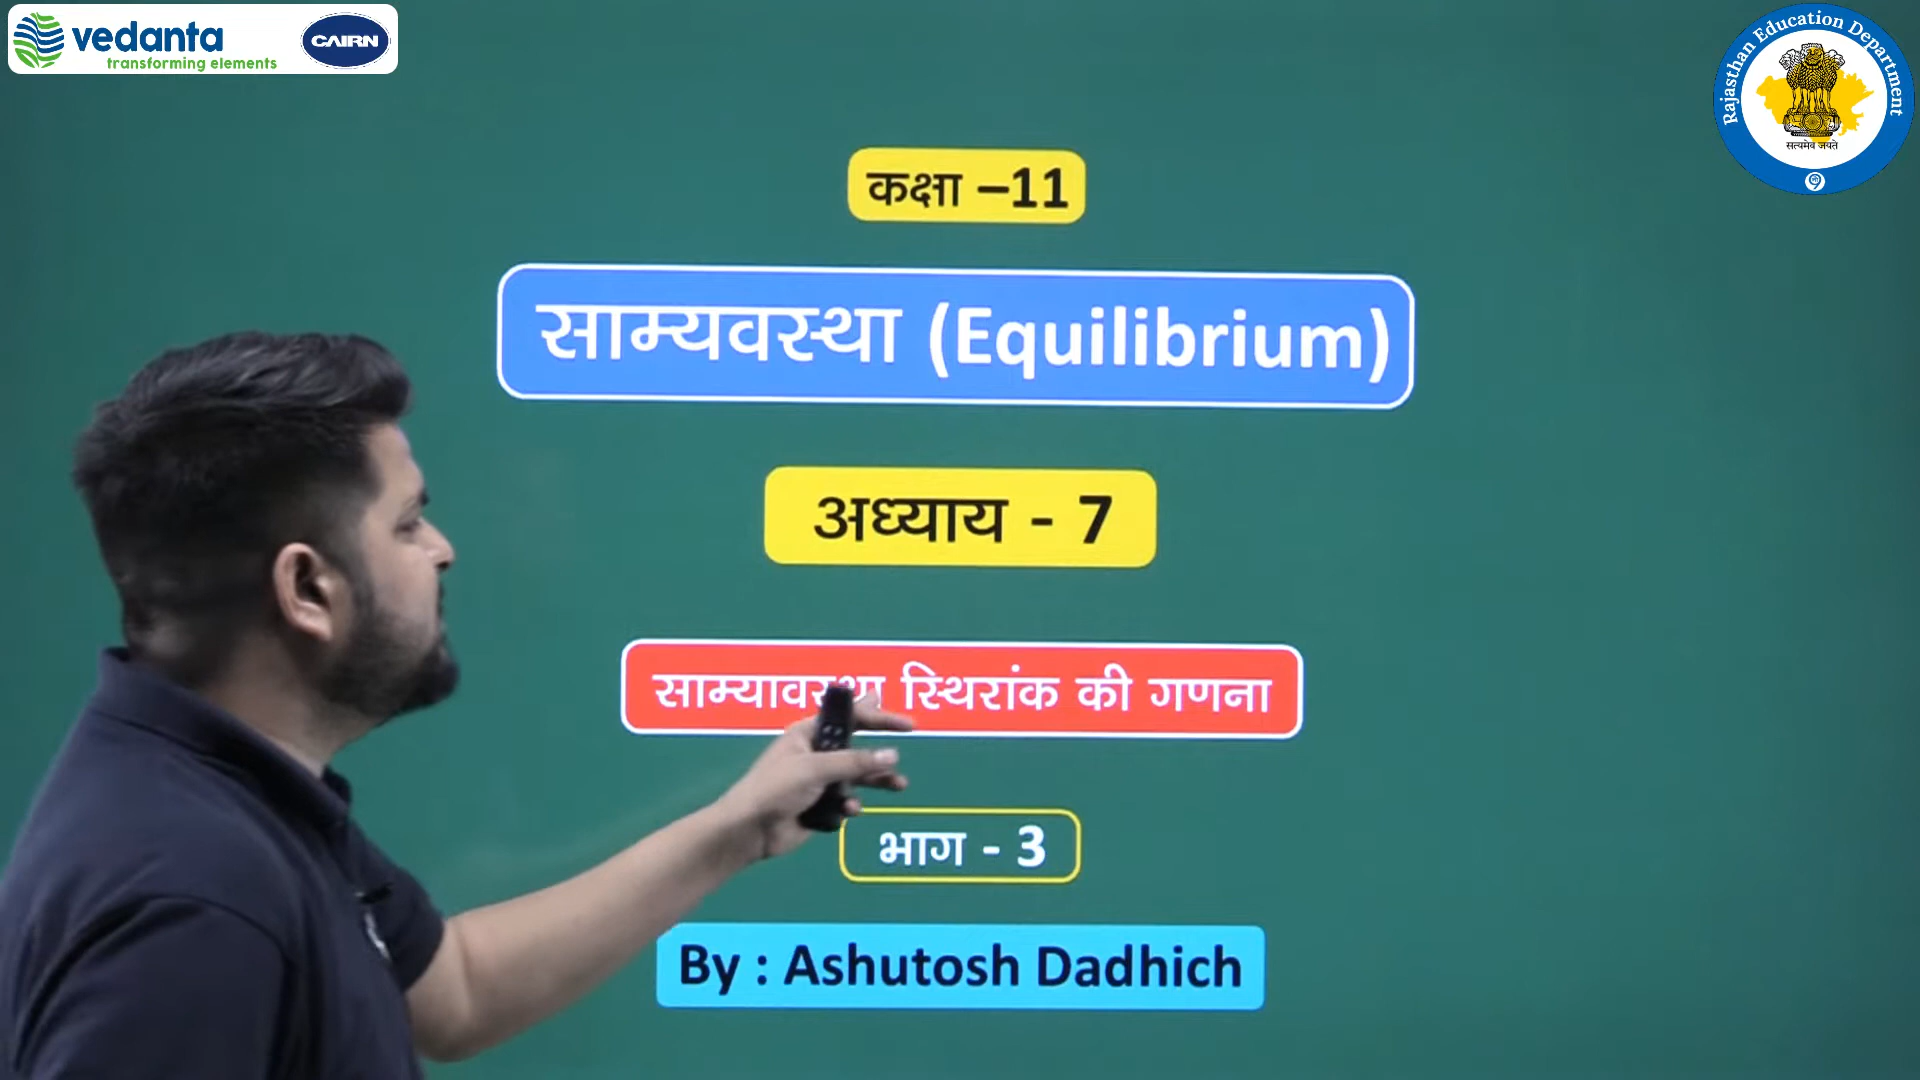 vedanta
transforming elements
CAIRN
Rajasthan Education Department
सत्यमेव जयते
कक्षा –11
साम्यवस्था (Equilibrium)
अध्याय - 7
साम्यावस्था स्थिरांक की गणना
भाग - 3
By : Ashutosh Dadhich